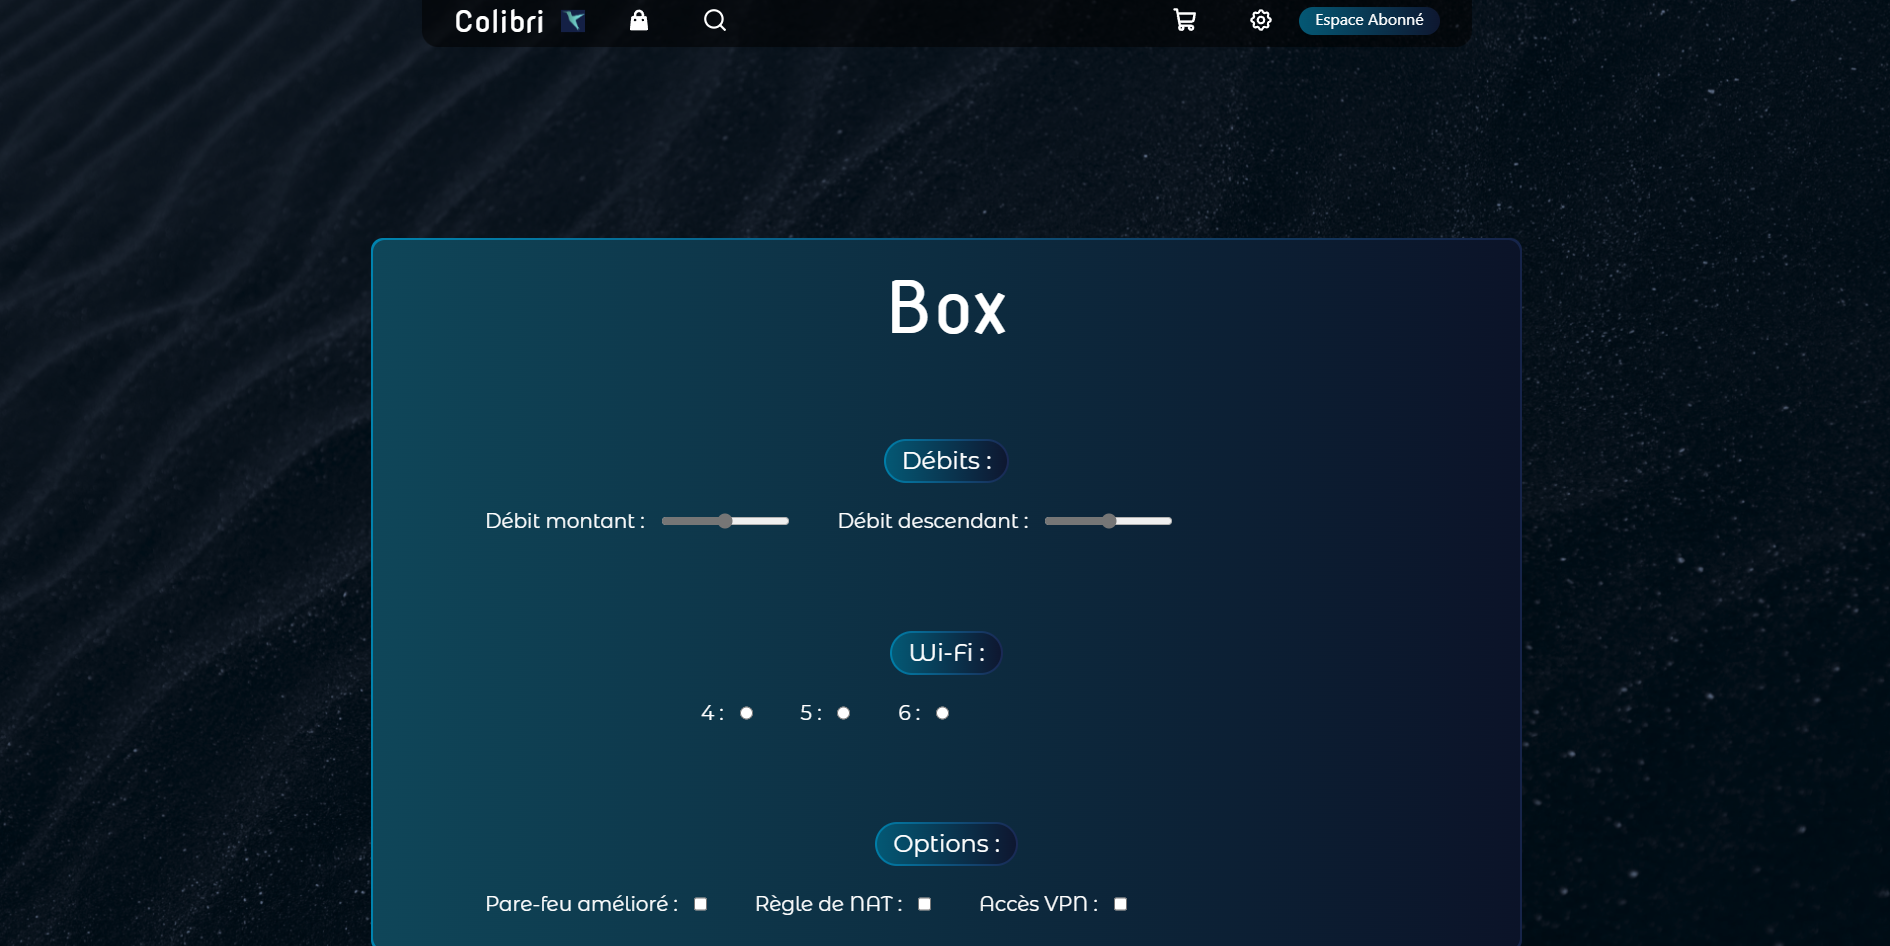 Colibri
Espace Abonné
Box
Débits :
Débit montant : Débit descendant :
Wi-Fi :
4 : 5 : 6 :
Options :
Pare-feu amélioré : Règle de NAT : Accès VPN :